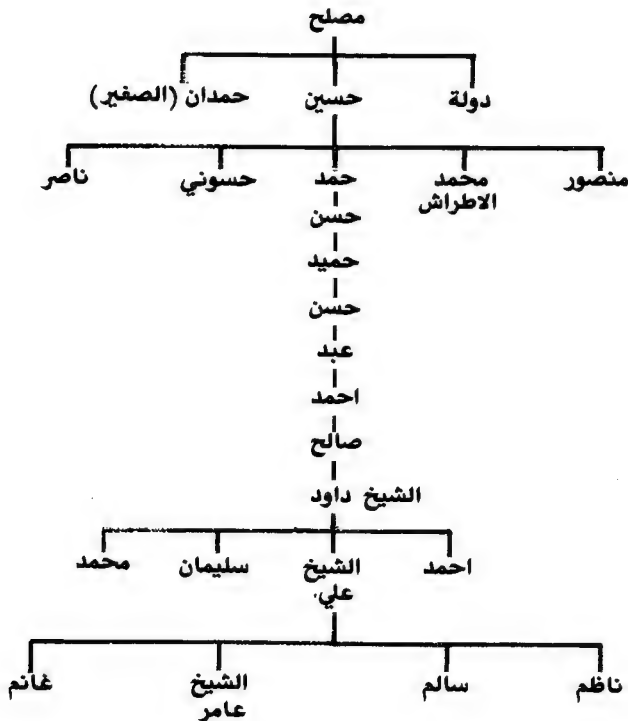 مصلح
دولة حسين حمدان (الصغير)
منصور محمد حمد حسوني ناصر
الاطراش
حسن
حميد
حسن
عبد
احمد
صالح
الشيخ داود
احمد الشيخ سليمان محمد
علي
ناظم سالم الشيخ غانم
عامر